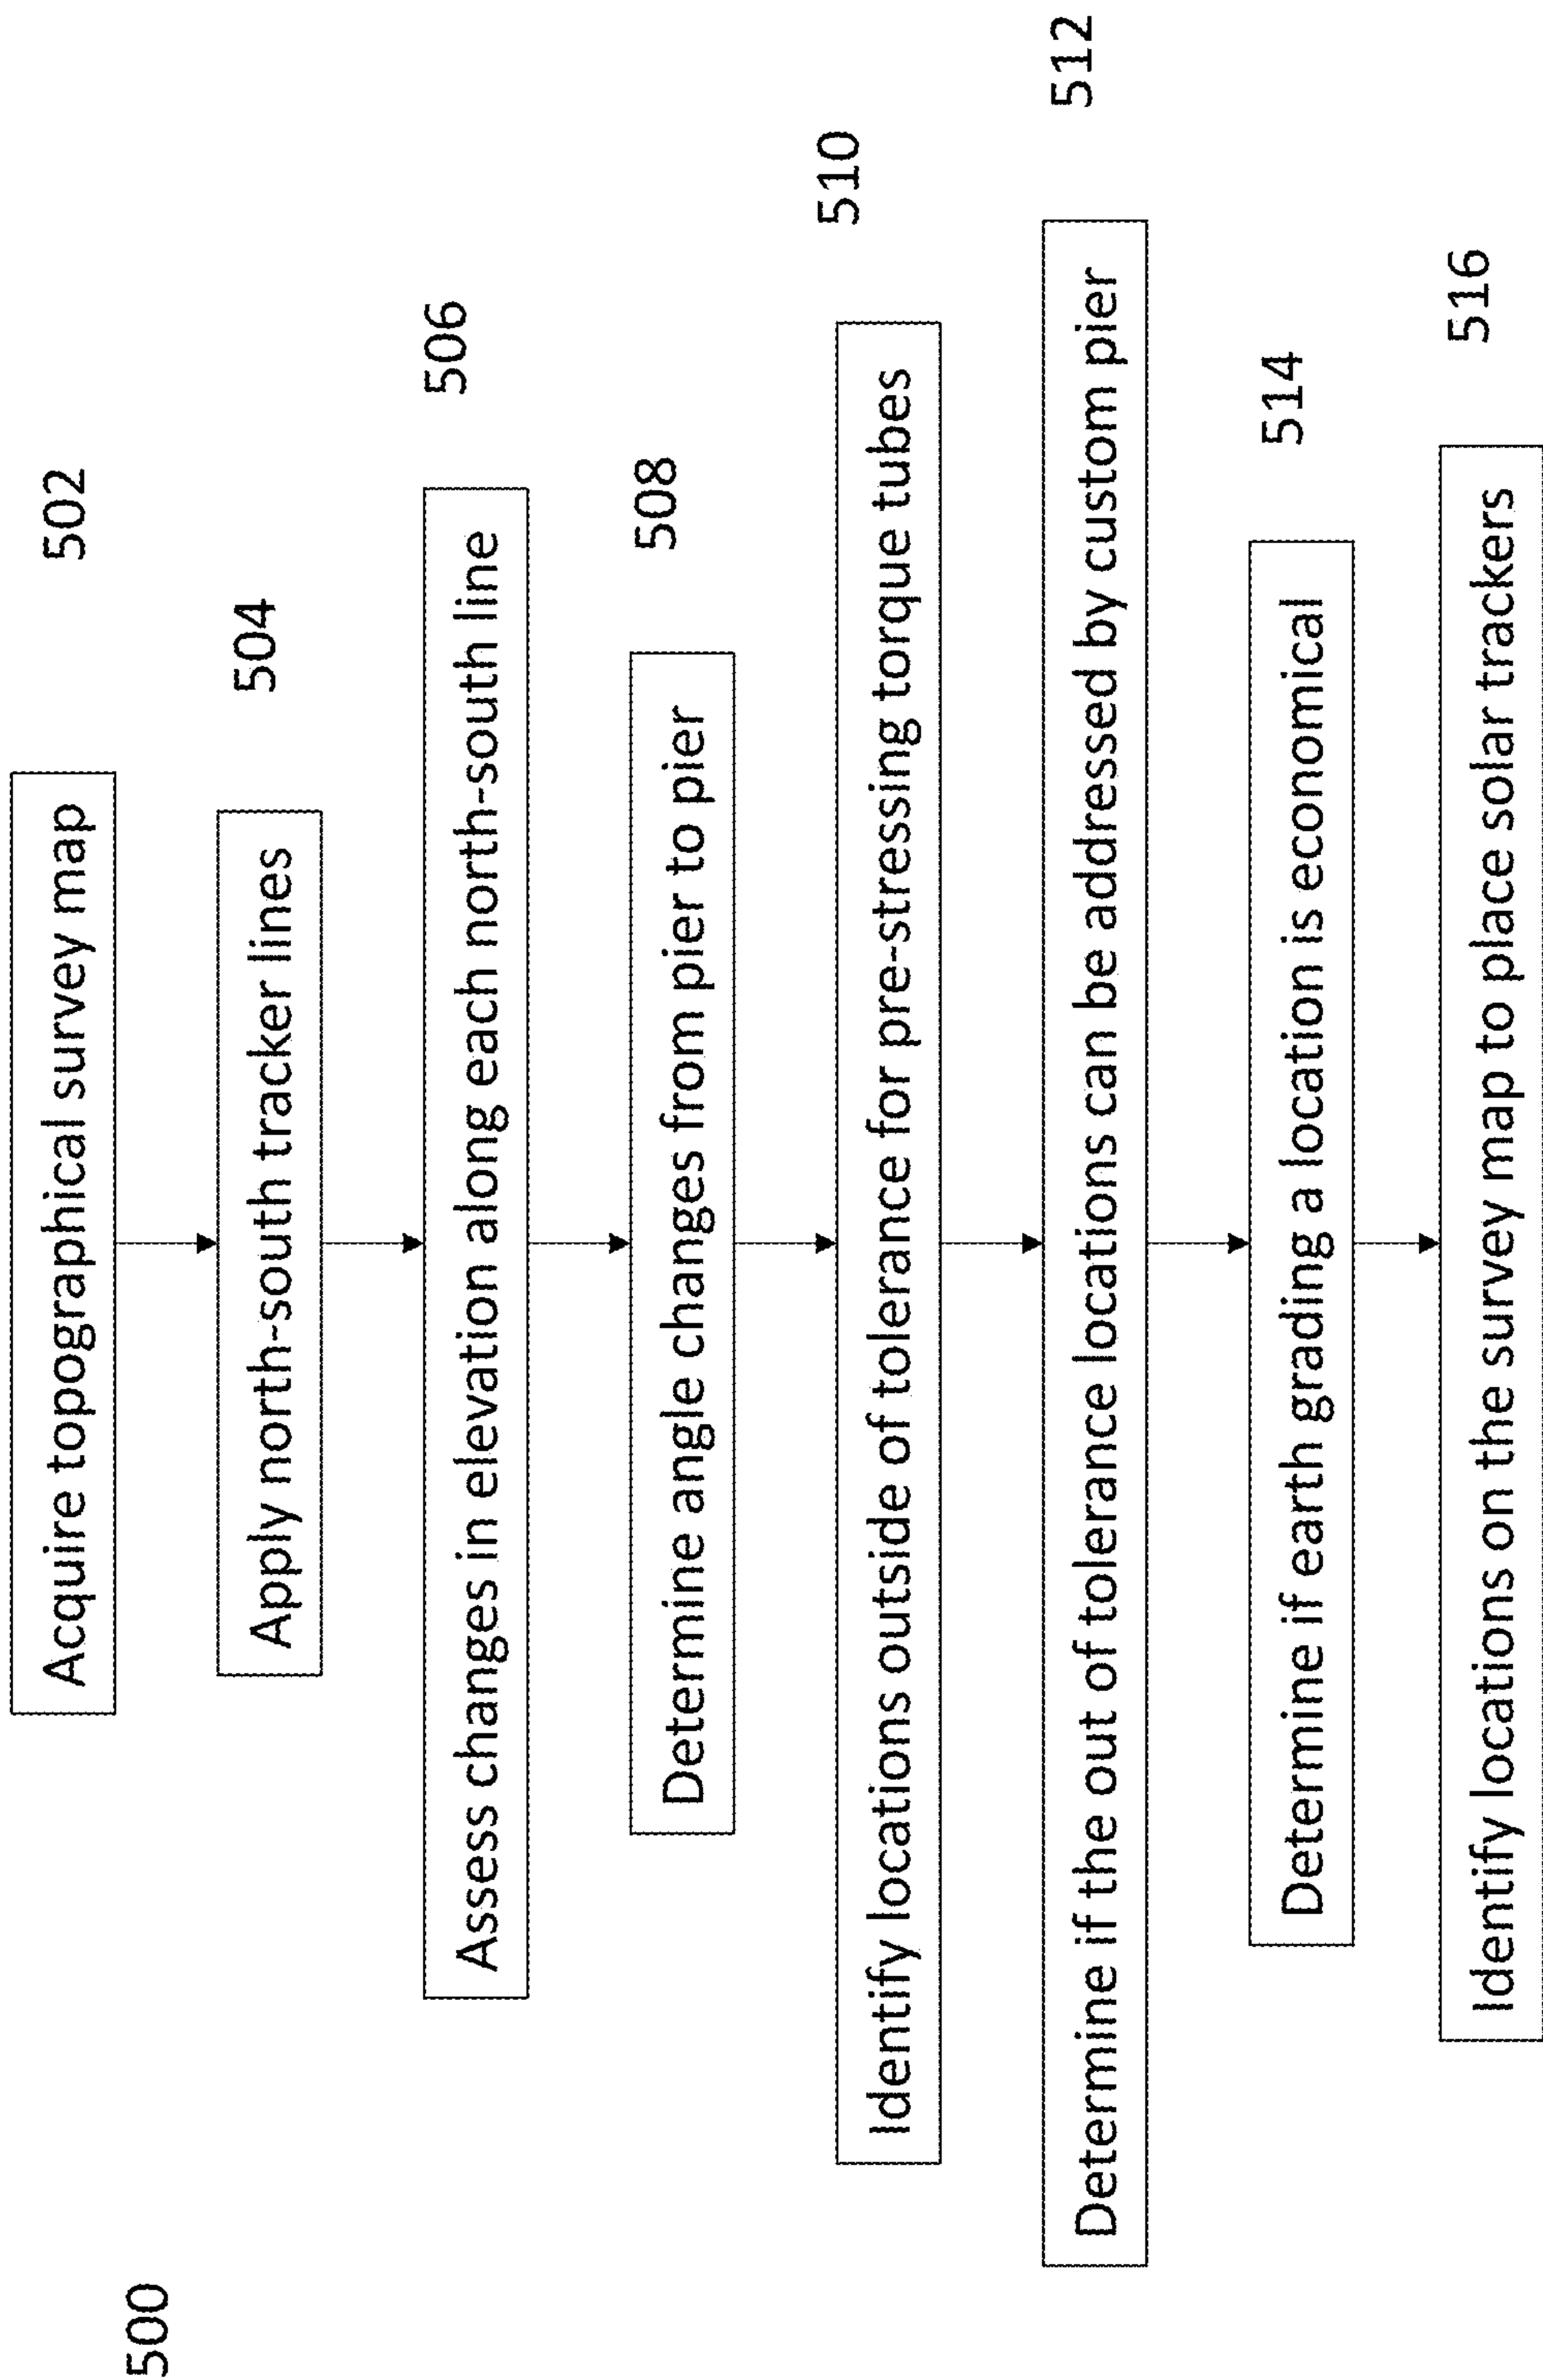 500
Acquire topographical survey map
502
Apply north-south tracker lines
504
Assess changes in elevation along each north-south line
506
Determine angle changes from pier to pier
508
Identify locations outside of tolerance for pre-stressing torque tubes
510
Determine if the out of tolerance locations can be addressed by custom pier
512
Determine if earth grading a location is economical
514
Identify locations on the survey map to place solar trackers
516